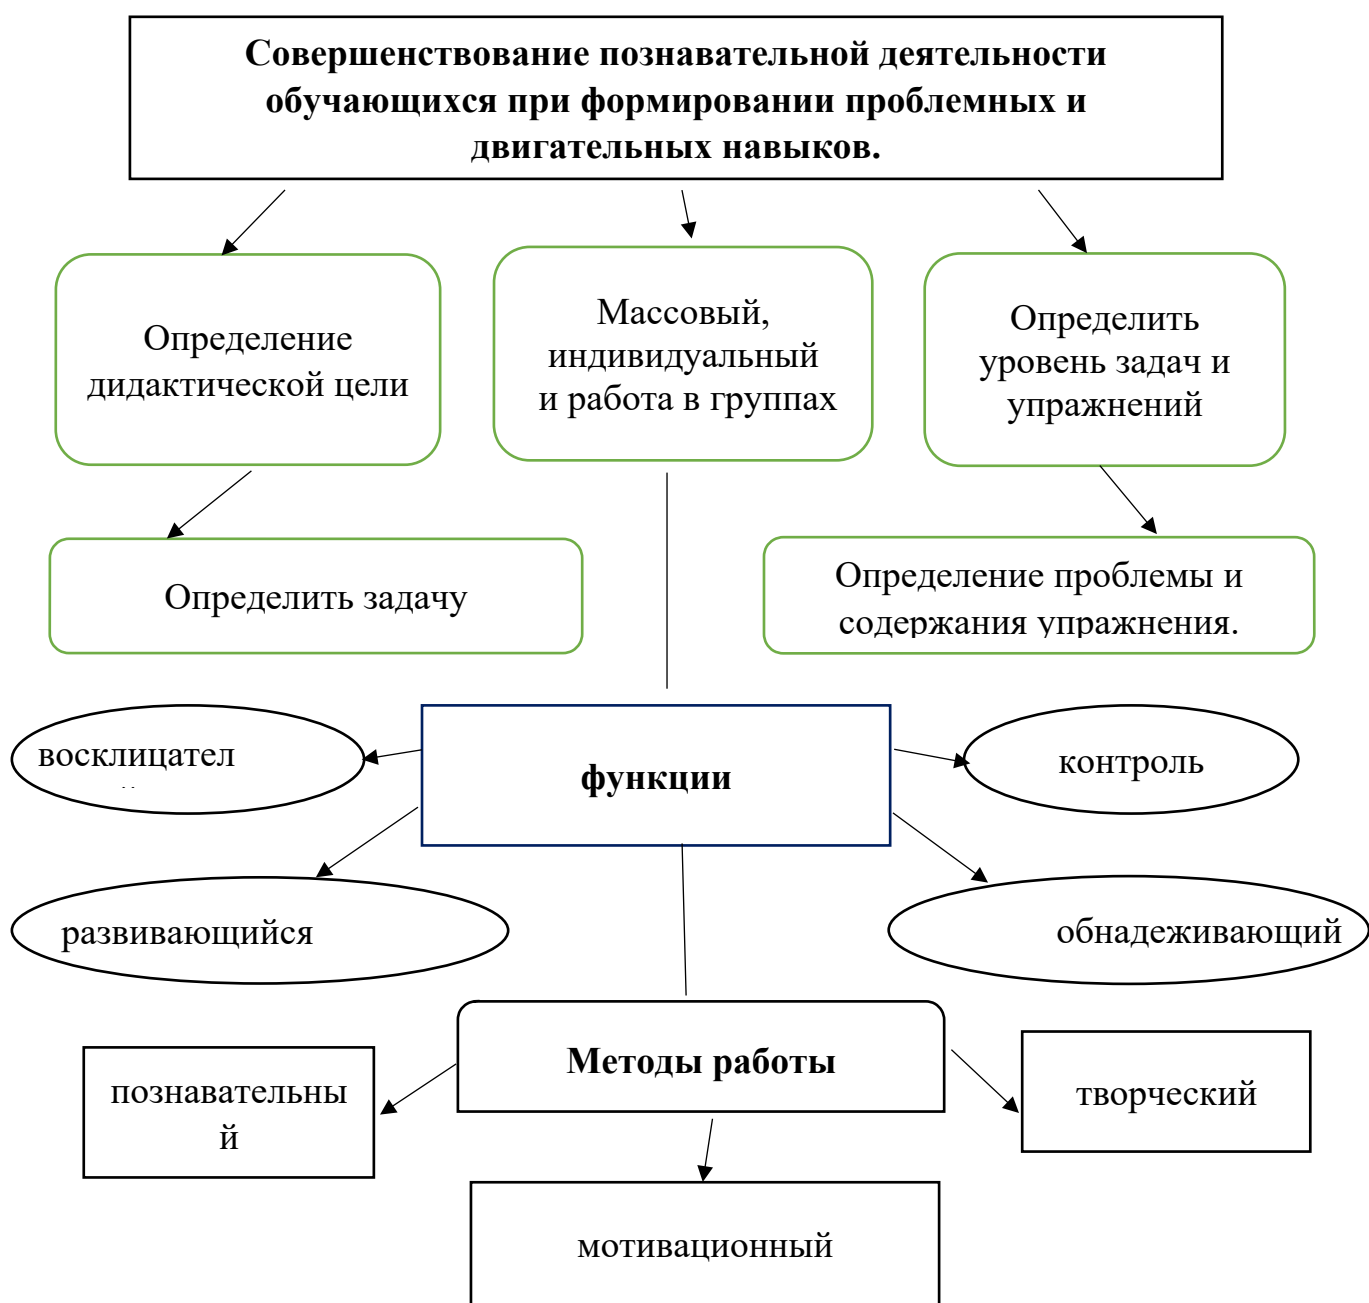 Совершенствование познавательной деятельности
обучающихся при формировании проблемных и
двигательных навыков.
Определение
дидактической цели
Массовый,
индивидуальный
и работа в группах
Определить
уровень задач и
упражнений
Определить задачу
Определение проблемы и
содержания упражнения.
восклицател
функции
контроль
развивающийся
обнадеживающий
Методы работы
познавательны
й
творческий
мотивационный